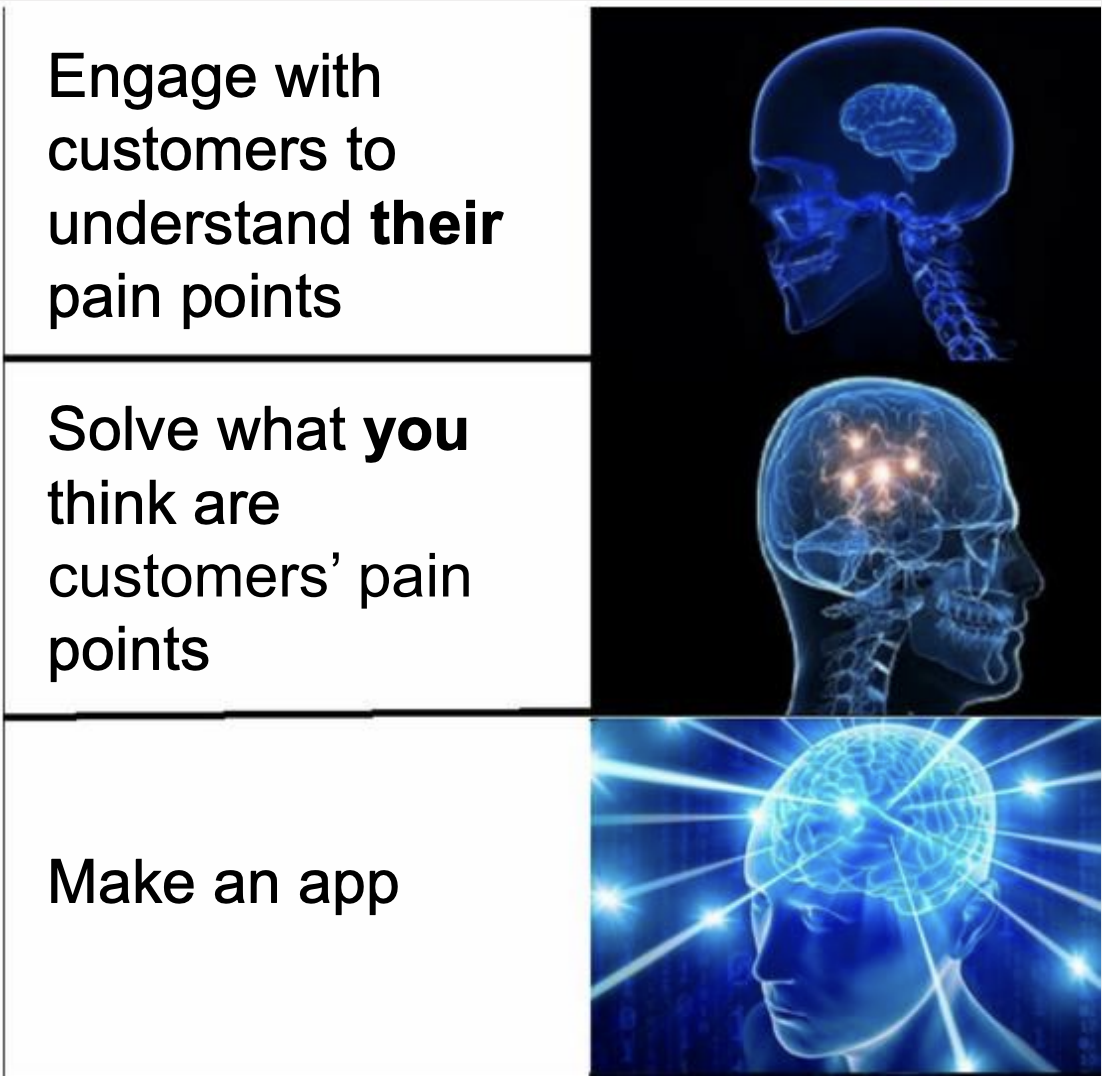 Engage with
customers to
understand their
pain points
Solve what you
think are
customers’ pain
points
Make an app